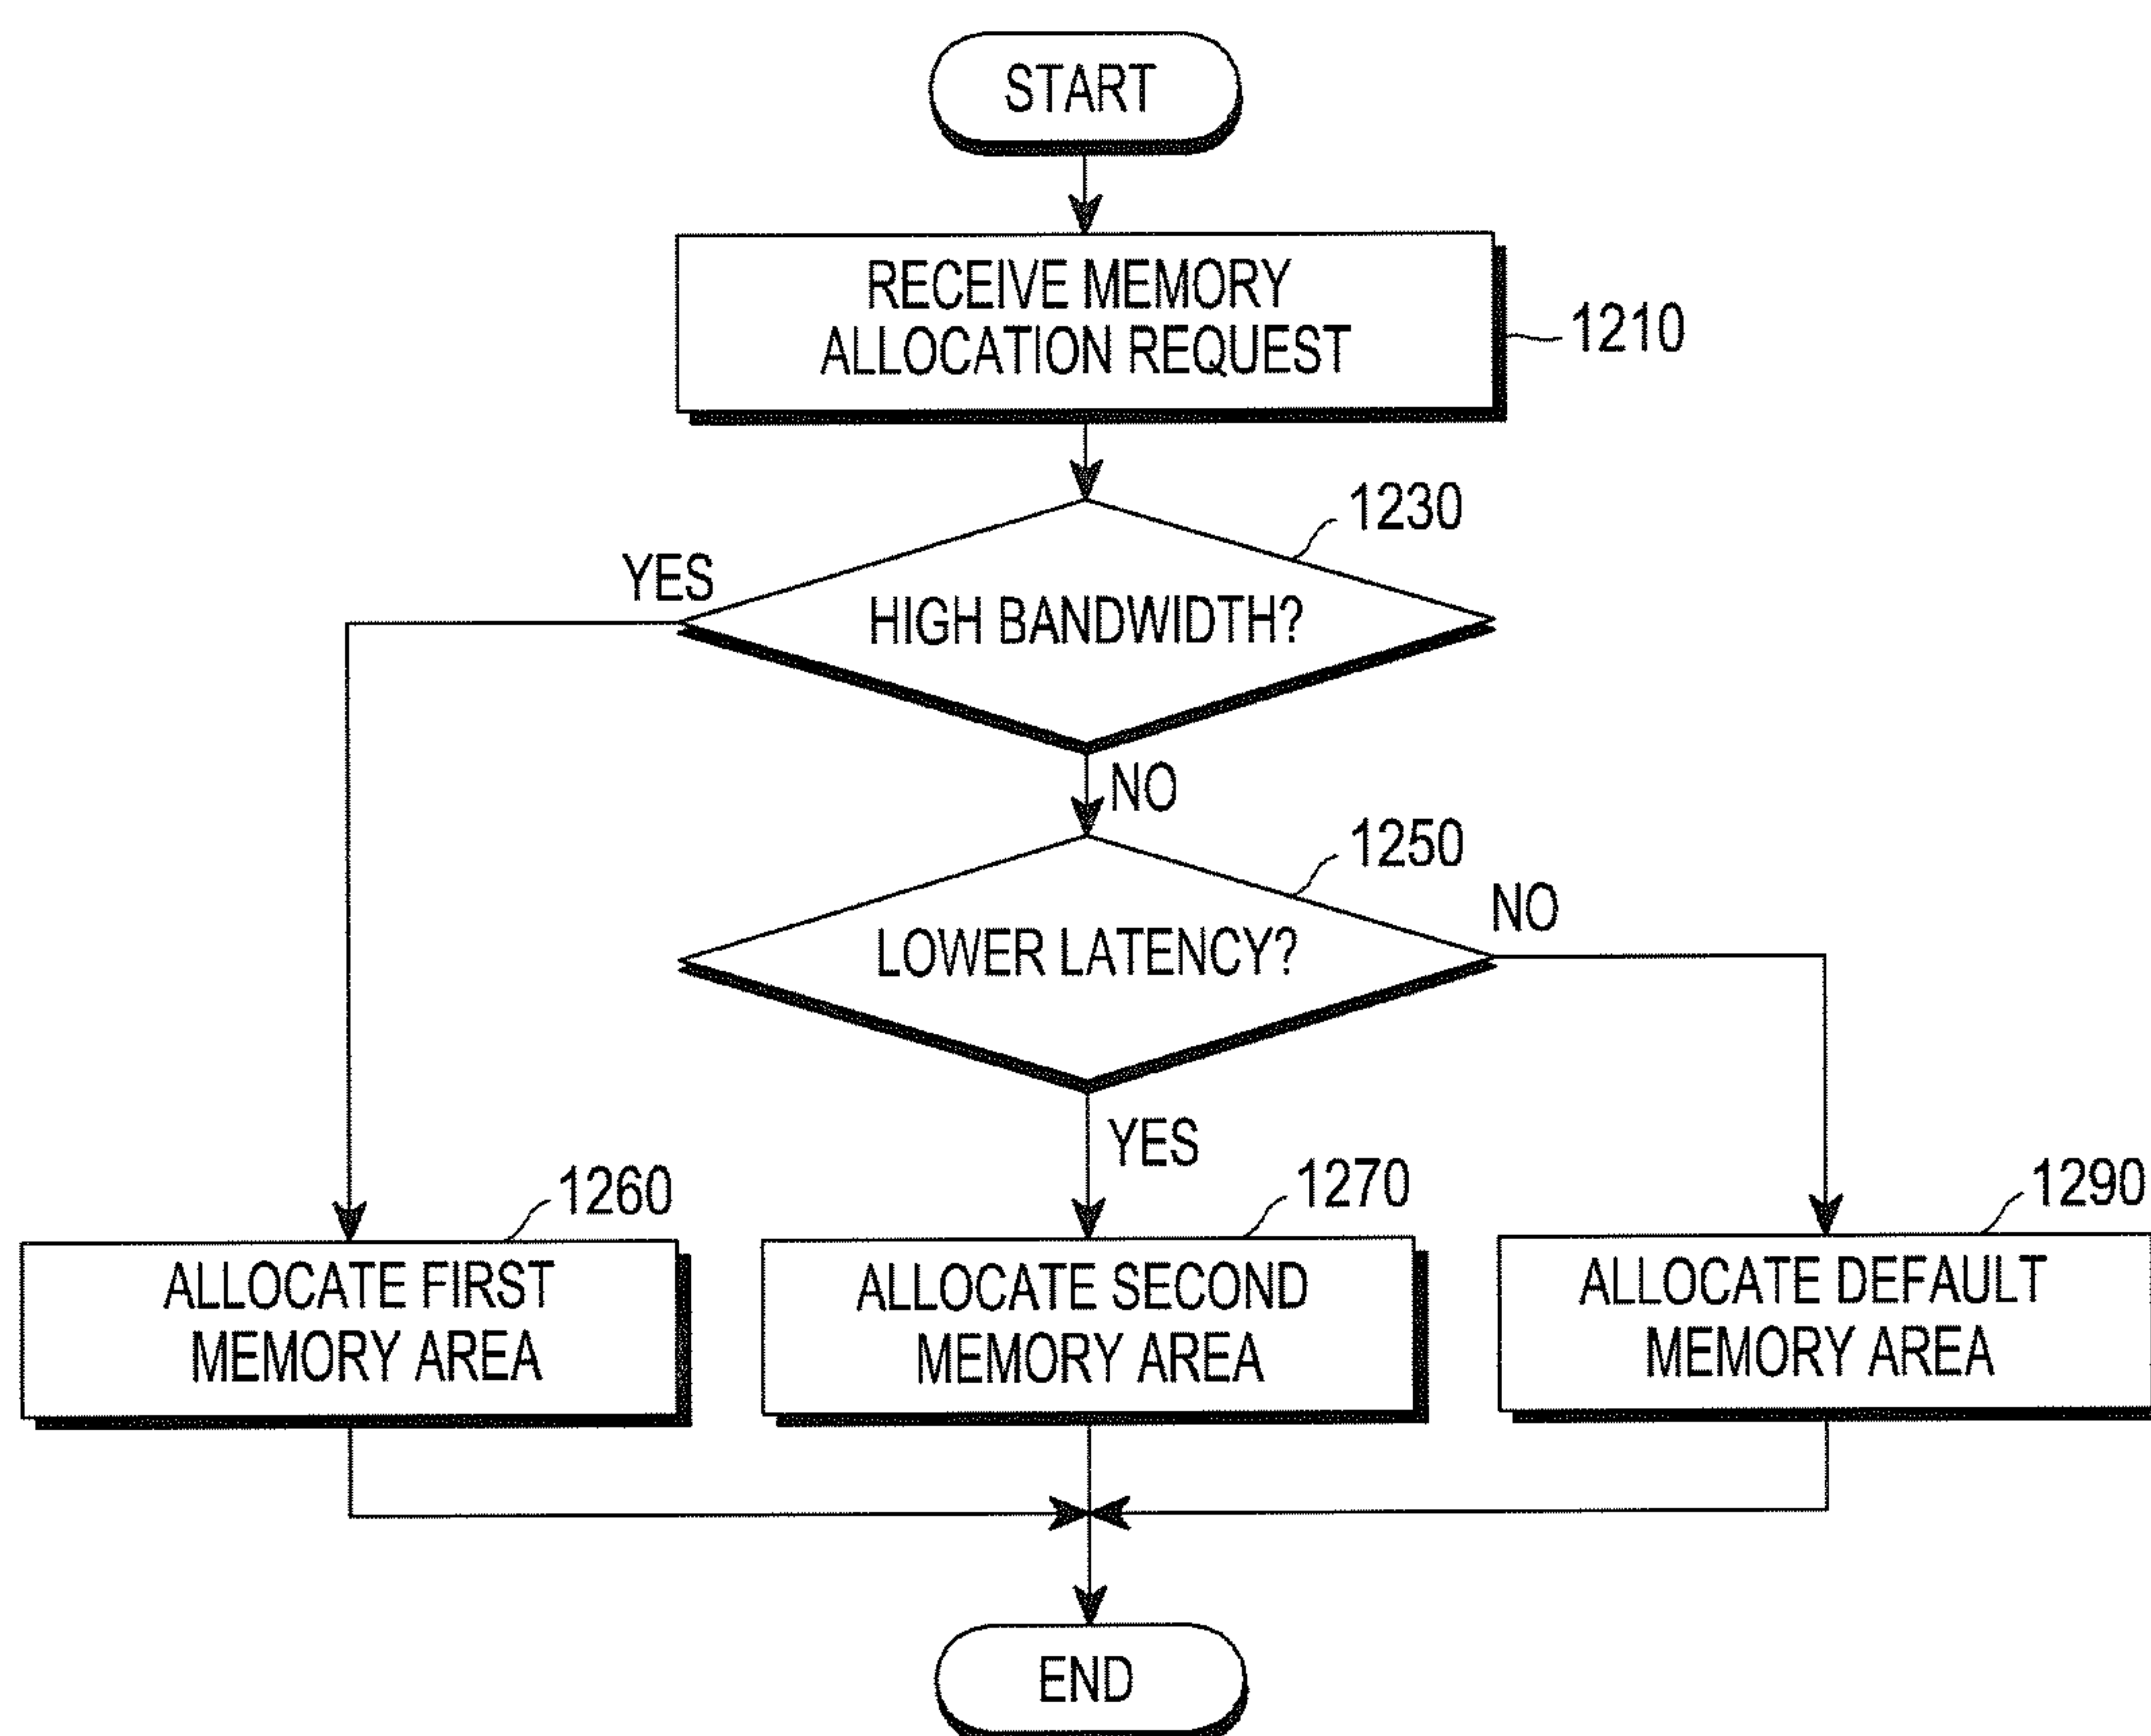 START
RECEIVE MEMORY
ALLOCATION REQUEST
1210
1230
YES
HIGH BANDWIDTH?
NO
1250
NO
LOWER LATENCY?
YES
1260
1270
1290
ALLOCATE FIRST
MEMORY AREA
ALLOCATE SECOND
MEMORY AREA
ALLOCATE DEFAULT
MEMORY AREA
END